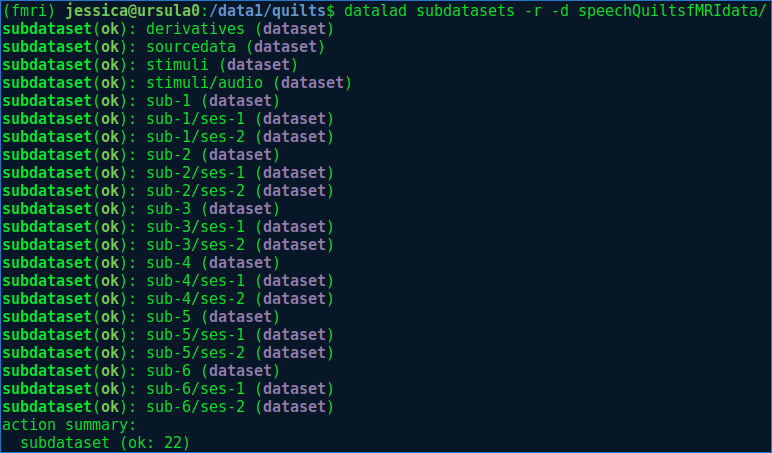 (fmri) jessica@ursula0:/data1/quilts$ datalad subdatasets -r -d speechQuiltsfMRIdata/
subdataset(ok): derivatives (dataset)
subdataset(ok): sourcedata (dataset)
subdataset(ok): stimuli (dataset)
subdataset(ok): stimuli/audio (dataset)
subdataset(ok): sub-1 (dataset)
subdataset(ok): sub-1/ses-1 (dataset)
subdataset(ok): sub-1/ses-2 (dataset)
subdataset(ok): sub-2 (dataset)
subdataset(ok): sub-2/ses-1 (dataset)
subdataset(ok): sub-2/ses-2 (dataset)
subdataset(ok): sub-3 (dataset)
subdataset(ok): sub-3/ses-1 (dataset)
subdataset(ok): sub-3/ses-2 (dataset)
subdataset(ok): sub-4 (dataset)
subdataset(ok): sub-4/ses-1 (dataset)
subdataset(ok): sub-4/ses-2 (dataset)
subdataset(ok): sub-5 (dataset)
subdataset(ok): sub-5/ses-1 (dataset)
subdataset(ok): sub-5/ses-2 (dataset)
subdataset(ok): sub-6 (dataset)
subdataset(ok): sub-6/ses-1 (dataset)
subdataset(ok): sub-6/ses-2 (dataset)
action summary:
  subdataset (ok: 22)